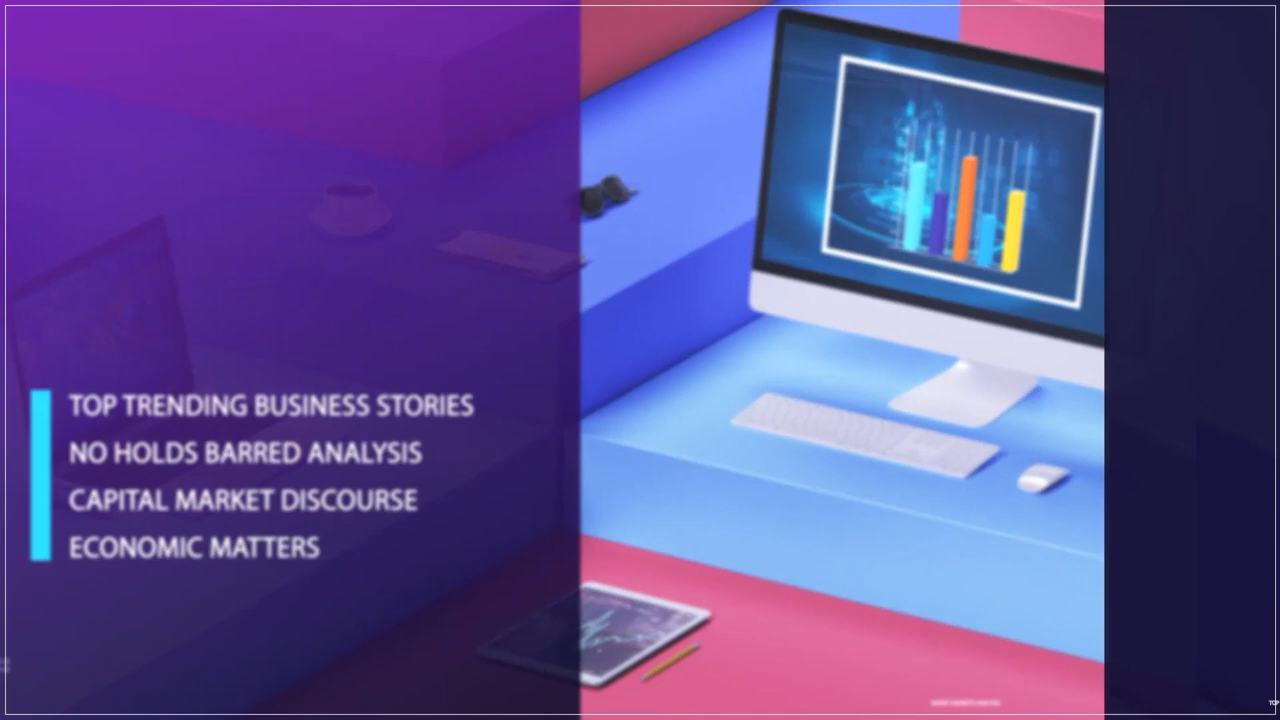 TOP TRENDING BUSINESS STORIES
NO HOLDS BARRED ANALYSIS
CAPITAL MARKET DISCOURSE
ECONOMIC MATTERS